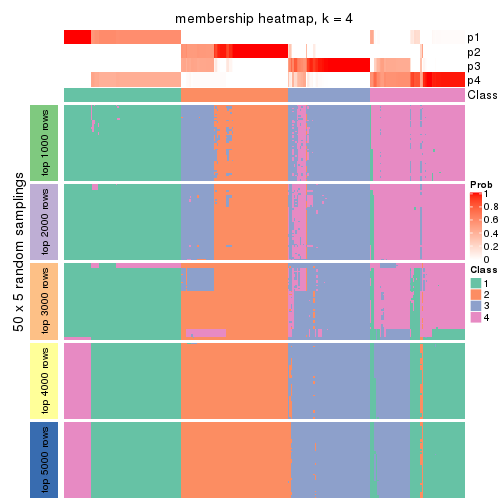 membership heatmap, k = 4
p1
p2
p3
p4
Class
50 x 5 random samplings
top 1000 rows
top 2000 rows
top 3000 rows
top 4000 rows
top 5000 rows
Prob
1
0.8
0.6
0.4
0.2
0
Class
1
2
3
4